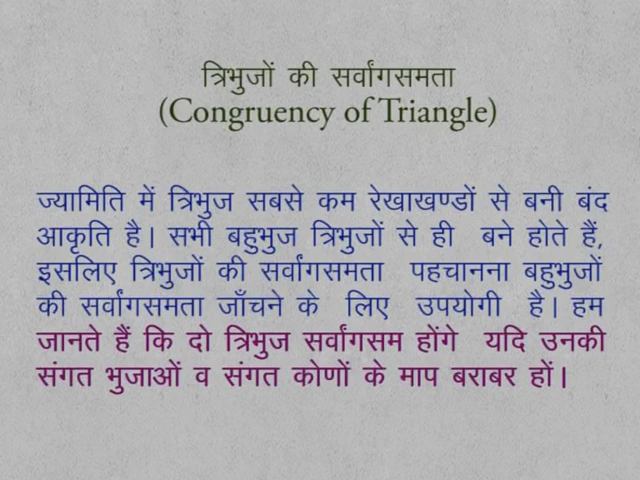 त्रिभुजों की सर्वांगसमता
(Congruency of Triangle)
ज्यामिति में त्रिभुज सबसे कम रेखाखण्डों से बनी बंद
आकृति है। सभी बहुभुज त्रिभुजों से ही बने होते हैं,
इसलिए त्रिभुजों की सर्वांगसमता पहचानना बहुभुजों
की सर्वांगसमता जाँचने के लिए उपयोगी है। हम
जानते हैं कि दो त्रिभुज सर्वांगसम होंगे यदि उनकी
संगत भुजाओं व संगत कोणों के माप बराबर हों।